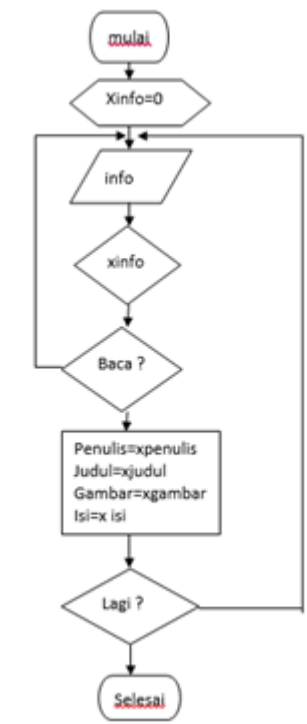 mulai
Xinfo=0
info
xinfo
Baca ?
Penulis=xpenulis
Judul=xjudul
Gambar=xgambar
Isi=x isi
Lagi ?
Selesai